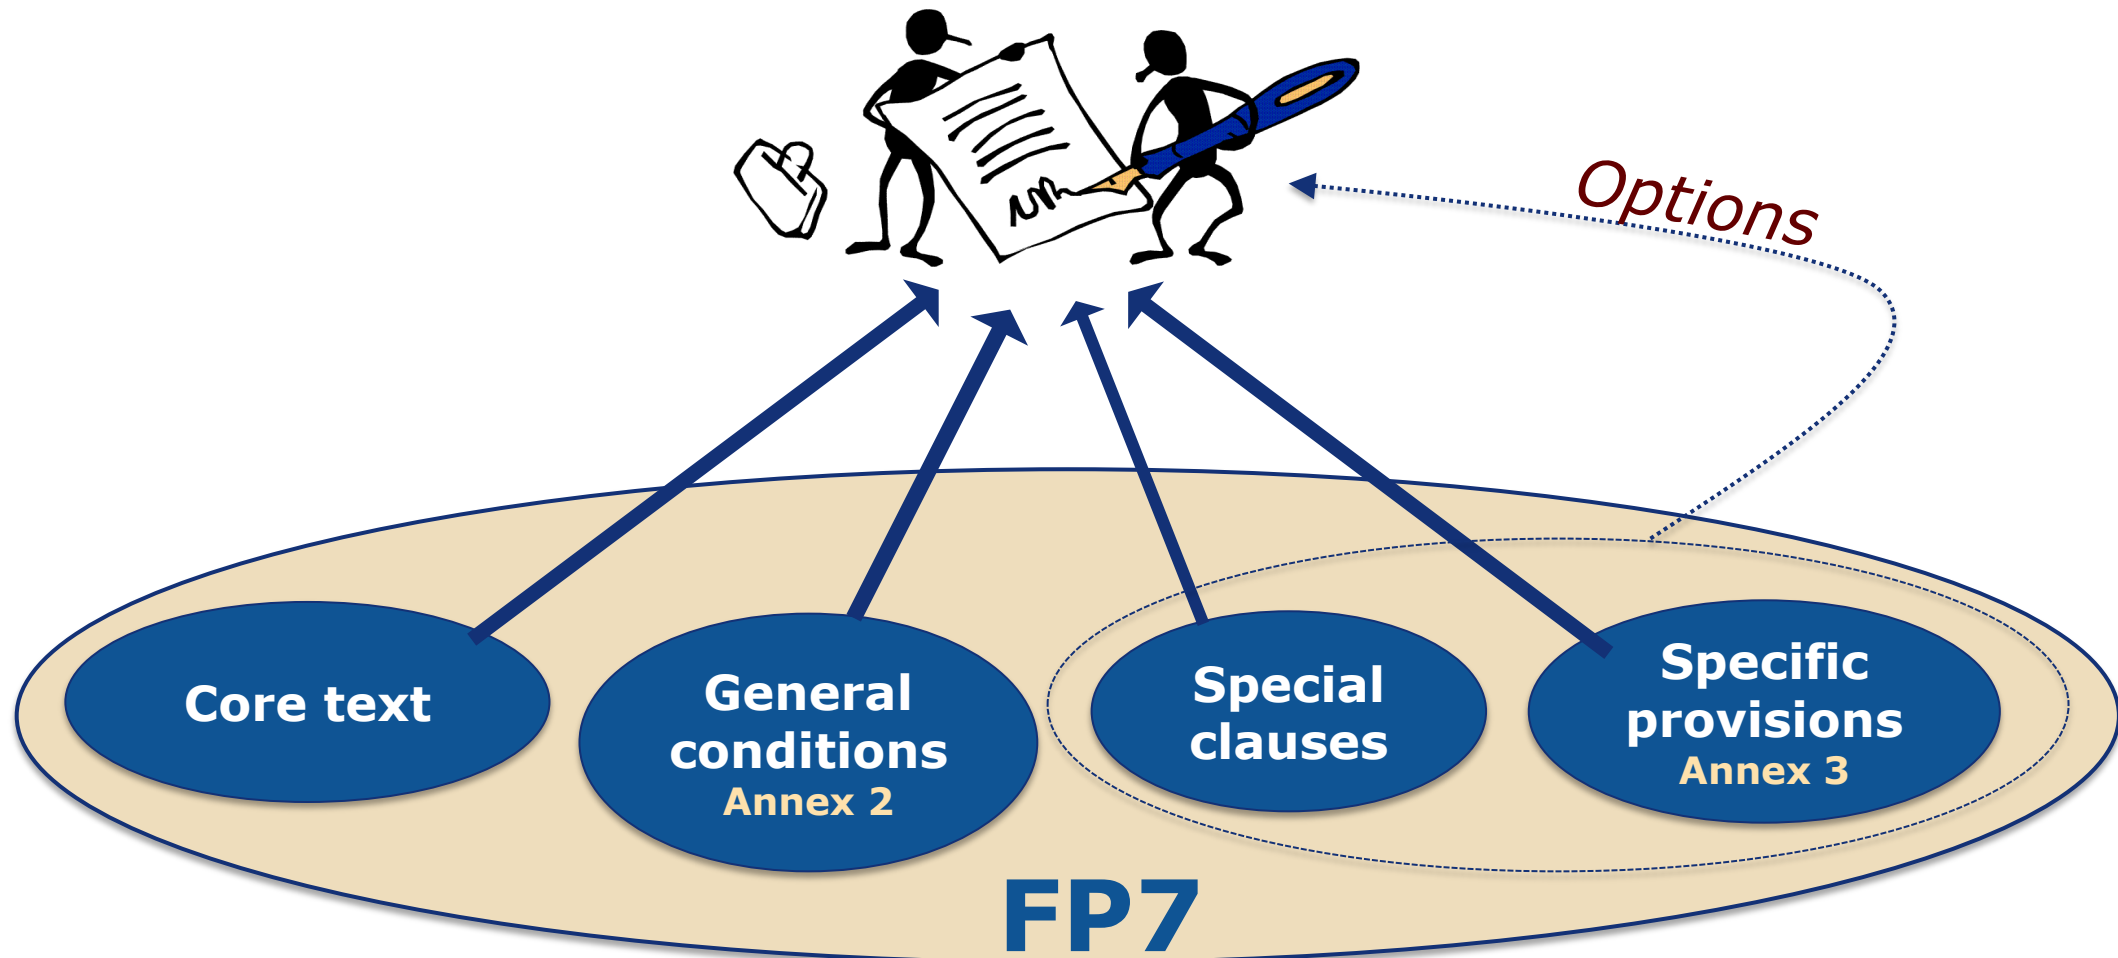 Options
Core text
General
conditions
Annex 2
Special
clauses
Specific
provisions
Annex 3
FP7